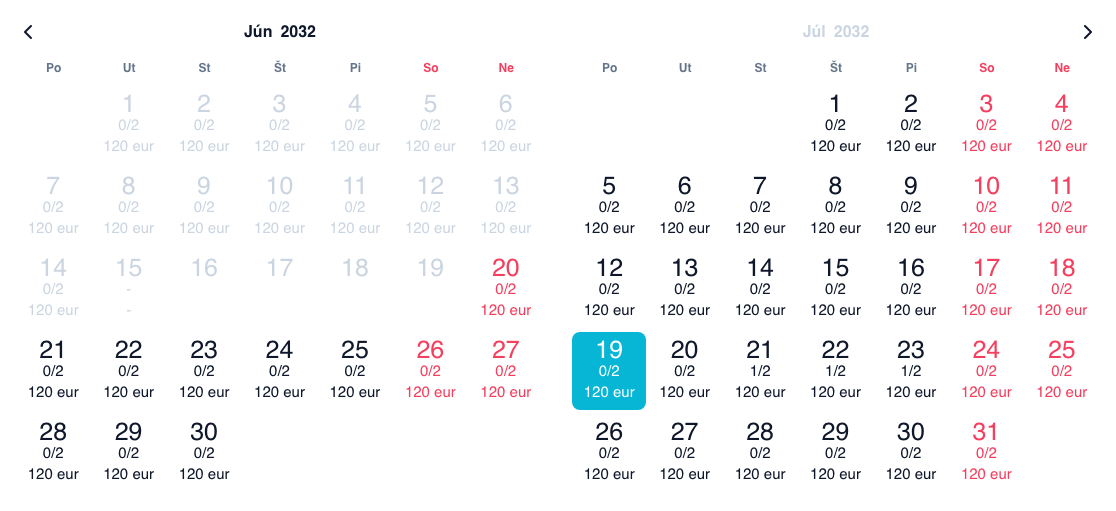 Jún 2032
Po Ut St Št Pi So Ne
1 2 3 4 5 6
0/2 0/2 0/2 0/2 0/2 0/2
120 eur 120 eur 120 eur 120 eur 120 eur 120 eur
7 8 9 10 11 12 13
0/2 0/2 0/2 0/2 0/2 0/2 0/2
120 eur 120 eur 120 eur 120 eur 120 eur 120 eur 120 eur
14 15 16 17 18 19 20
0/2 - 0/2
120 eur - 120 eur
21 22 23 24 25 26 27
0/2 0/2 0/2 0/2 0/2 0/2 0/2
120 eur 120 eur 120 eur 120 eur 120 eur 120 eur 120 eur
28 29 30
0/2 0/2 0/2
120 eur 120 eur 120 eur
Júl 2032
Po Ut St Št Pi So Ne
1 2 3 4
0/2 0/2 0/2 0/2
120 eur 120 eur 120 eur 120 eur
5 6 7 8 9 10 11
0/2 0/2 0/2 0/2 0/2 0/2 0/2
120 eur 120 eur 120 eur 120 eur 120 eur 120 eur 120 eur
12 13 14 15 16 17 18
0/2 0/2 0/2 0/2 0/2 0/2 0/2
120 eur 120 eur 120 eur 120 eur 120 eur 120 eur 120 eur
19 20 21 22 23 24 25
0/2 0/2 1/2 1/2 1/2 0/2 0/2
120 eur 120 eur 120 eur 120 eur 120 eur 120 eur 120 eur
26 27 28 29 30 31
0/2 0/2 0/2 0/2 0/2 0/2
120 eur 120 eur 120 eur 120 eur 120 eur 120 eur